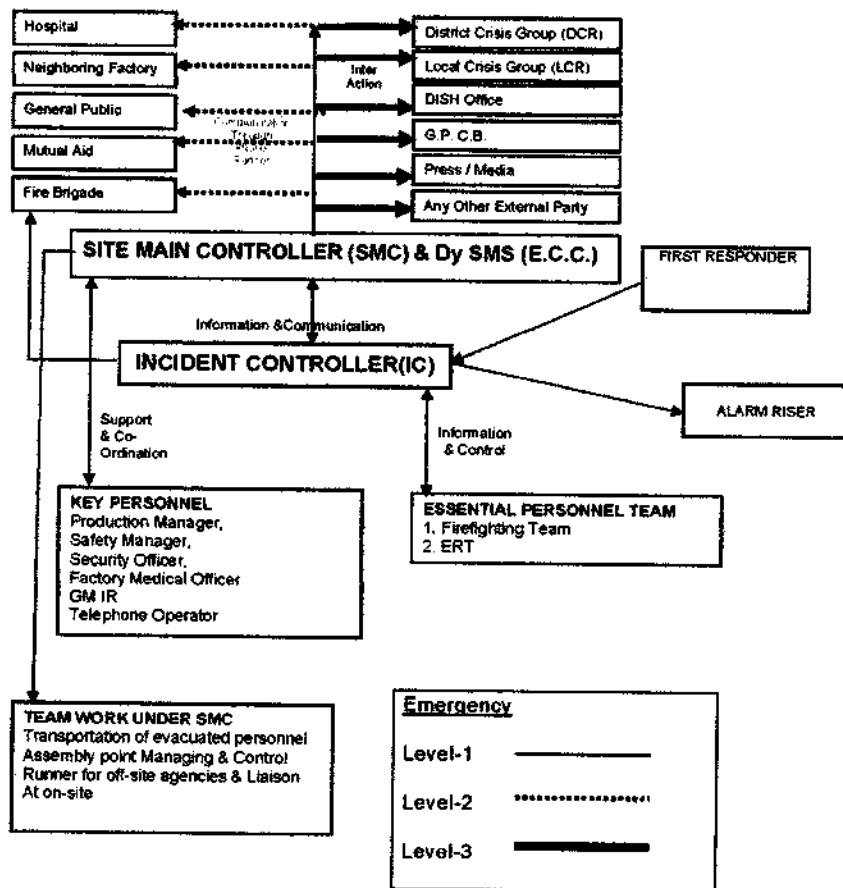 Hospital
Neighboring Factory
General Public
Mutual Aid
Fire Brigade
Inter
Action
District Crisis Group (DCR)
Local Crisis Group (LCR)
DISH Office
G.P. C.B.
Press / Media
Any Other External Party
Communication
Through
Runner
SITE MAIN CONTROLLER (SMC) & Dy SMS (E.C.C.)
FIRST RESPONDER
Information &Communication
INCIDENT CONTROLLER(IC)
ALARM RISER
Support
& Co-
Ordination
Information
& Control
KEY PERSONNEL
Production Manager,
Safety Manager,
Security Officer,
Factory Medical Officer
GM IR
Telephone Operator
ESSENTIAL PERSONNEL TEAM
1. Firefighting Team
2. ERT
TEAM WORK UNDER SMC
Transportation of evacuated personnel
Assembly point Managing & Control
Runner for off-site agencies & Liaison
At on-site
Emergency
Level-1
Level-2
Level-3